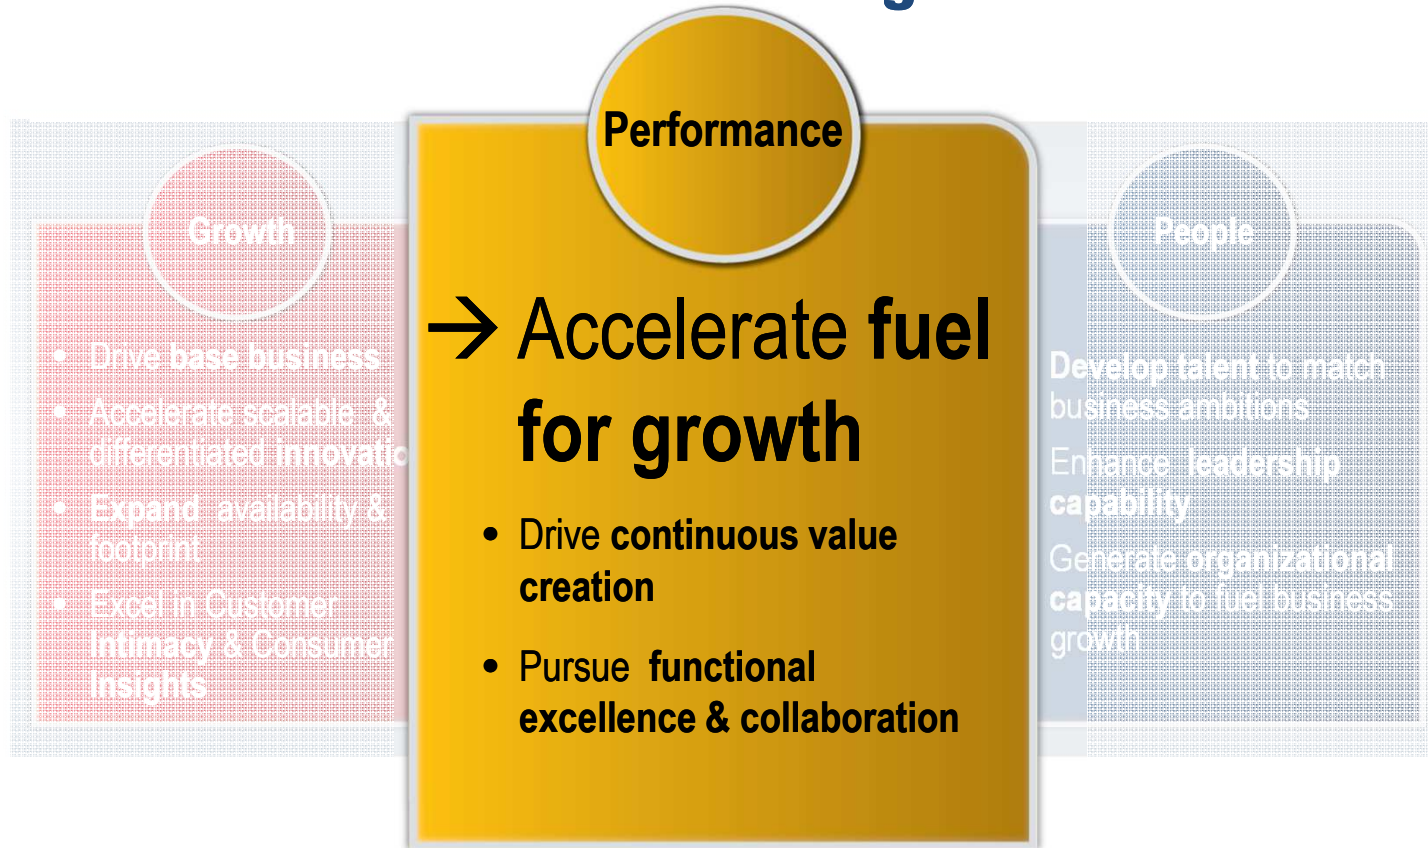 Performance
→ Accelerate fuel
for growth
• Drive continuous value
creation
• Pursue functional
excellence & collaboration
Growth
• Drive base business
• Accelerate scalable &
differentiated
• Expand availability &
footprint
• Excel in Customer
Intimacy & Consumer
Insights
People
Develop talent to match
business ambitions
Enhance leadership
capability
Generate organizational
capacity to fuel business
growth